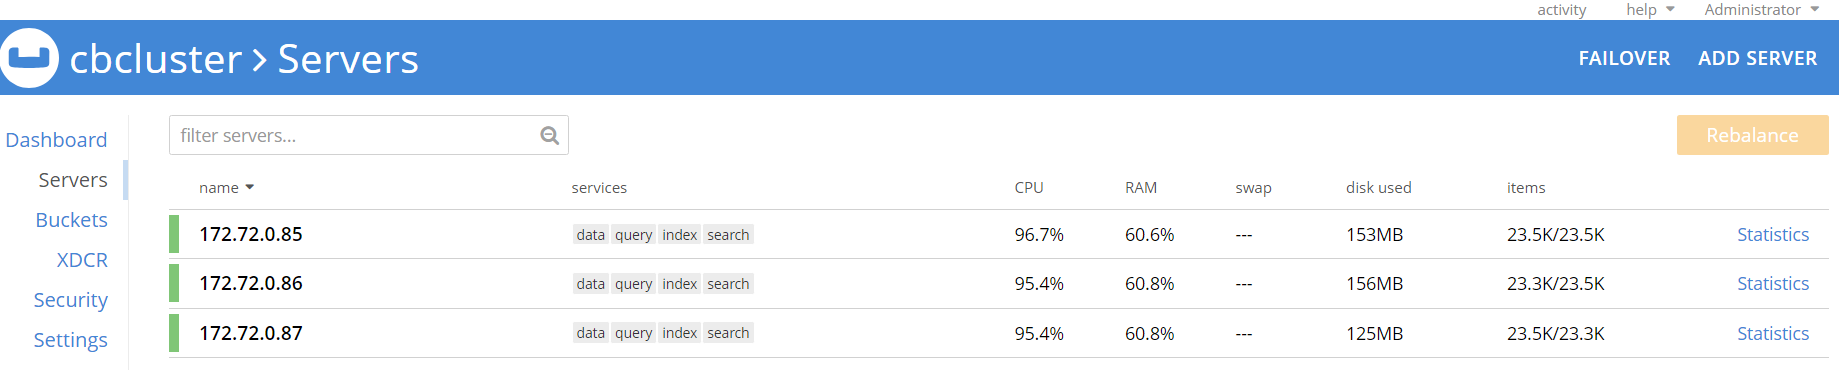 activity help Administrator
cbcluster > Servers FAILOVER ADD SERVER
Dashboard
Servers
Buckets
XDCR
Security
Settings
filter servers... Rebalance
name services CPU RAM swap disk used items
172.72.0.85 data query index search 96.7% 60.6% --- 153MB 23.5K/23.5K Statistics
172.72.0.86 data query index search 95.4% 60.8% --- 156MB 23.3K/23.5K Statistics
172.72.0.87 data query index search 95.4% 60.8% --- 125MB 23.5K/23.3K Statistics